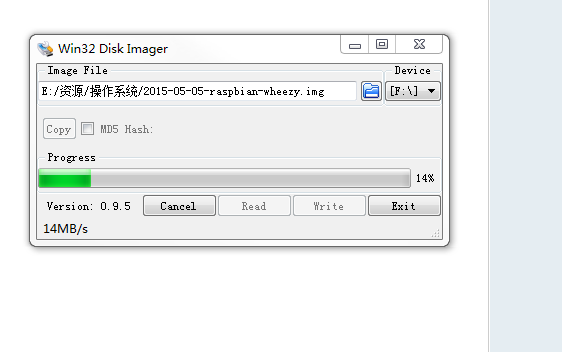 Win32 Disk Imager
Image File Device
E:/资源/操作系统/2015-05-05-raspbian-wheezy.img [F:\]
Copy MD5 Hash:
Progress
14%
Version: 0.9.5 Cancel Read Write Exit
14MB/s